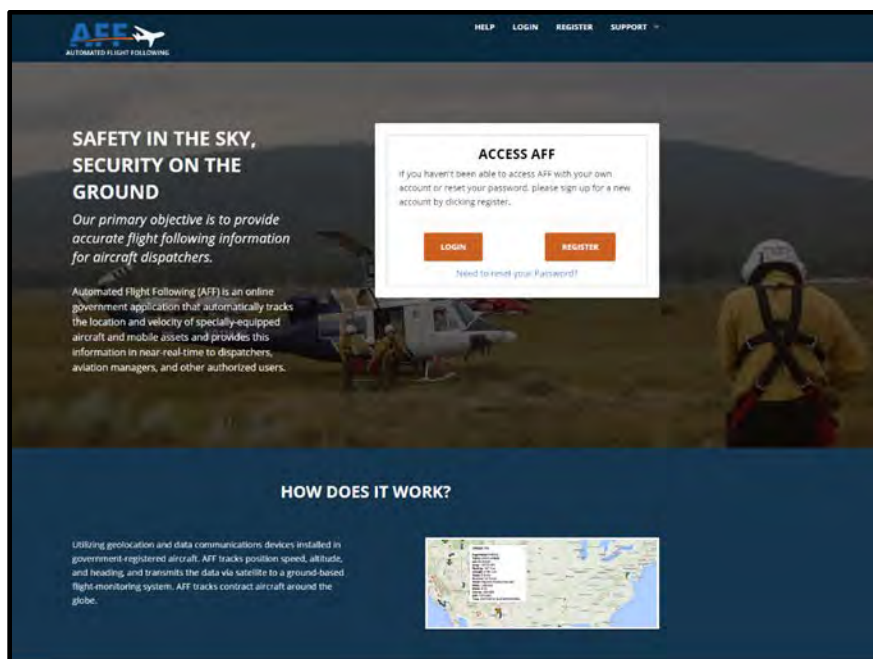 AFF
AUTOMATED FLIGHT FOLLOWING
HELP LOGIN REGISTER SUPPORT
SAFETY IN THE SKY,
SECURITY ON THE
GROUND
Our primary objective is to provide
accurate flight following information
for aircraft dispatchers.
Automated Flight Following (AFF) is an online
government application that automatically tracks
the location and velocity of specially-equipped
aircraft and mobile assets and provides this
information in near-real-time to dispatchers,
aviation managers, and other authorized users.
ACCESS AFF
If you haven't been able to access AFF with your own
account or reset your password, please sign up for a new
account by clicking register.
LOGIN REGISTER
Need to reset your Password?
HOW DOES IT WORK?
Utilizing geolocation and data communications devices installed in
government-registered aircraft. AFF tracks position speed, altitude,
and heading, and transmits the data via satellite to a ground-based
flight-monitoring system. AFF tracks contract aircraft around the
globe.